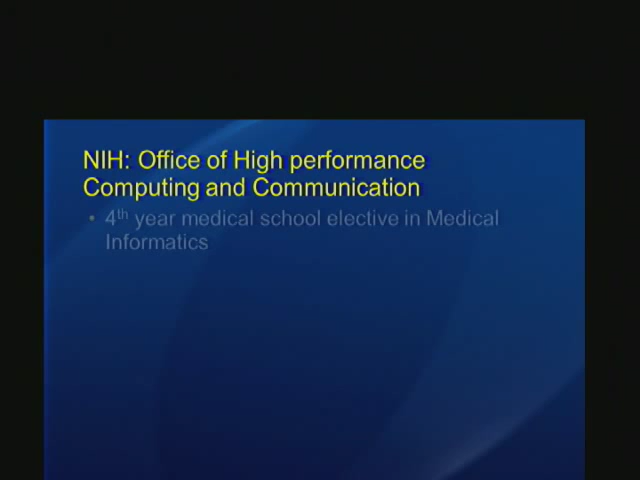 NIH: Office of High performance
Computing and Communication
• 4th year medical school elective in Medical
Informatics